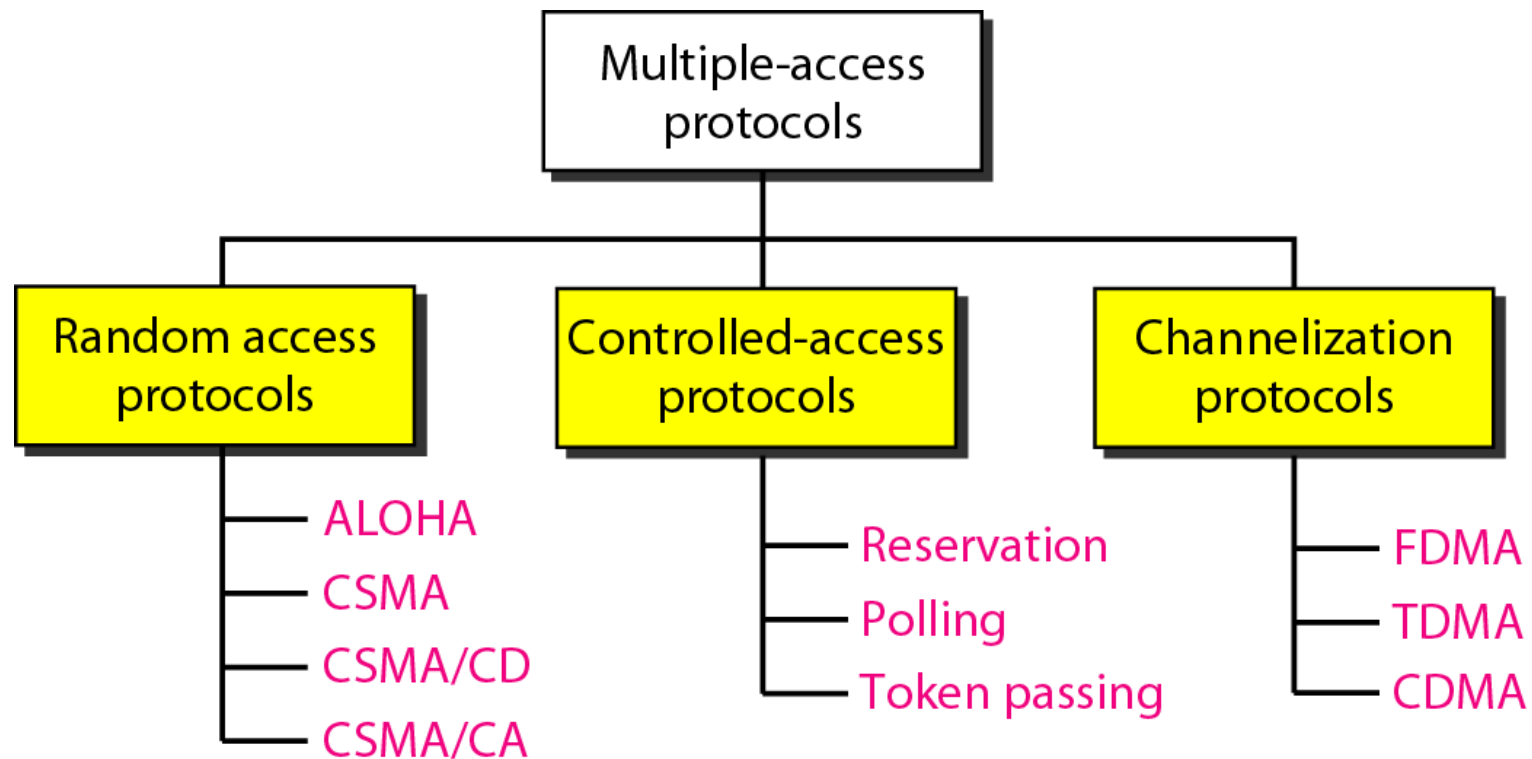 Multiple-access
protocols
Random access
protocols
Controlled-access
protocols
Channelization
protocols
ALOHA
CSMA
CSMA/CD
CSMA/CA
Reservation
Polling
Token passing
FDMA
TDMA
CDMA